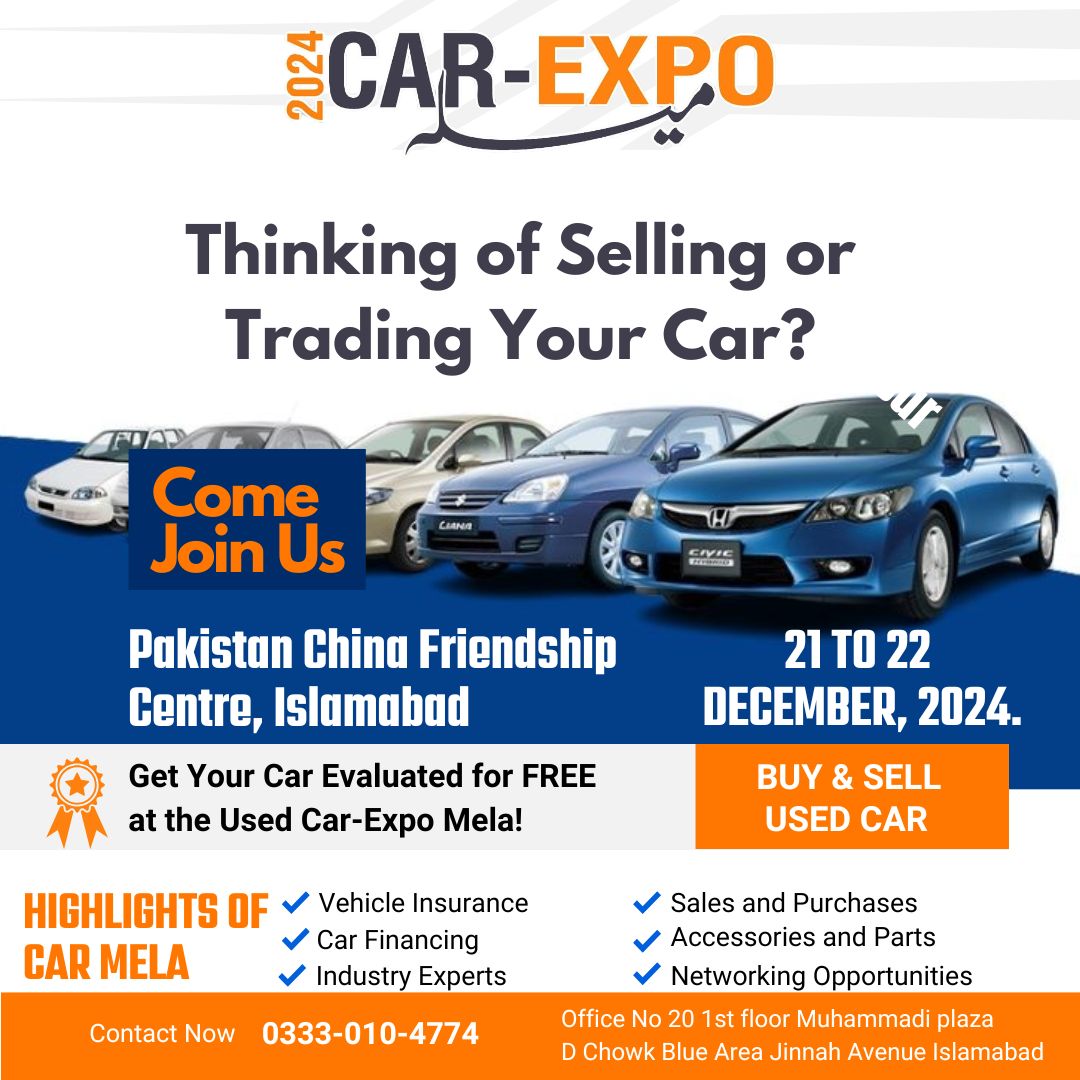 2024 CAR-EXPO
میلہ
Thinking of Selling or
Trading Your Car?
LIANA
CIVIC
HYBRID
Come
Join Us
Pakistan China Friendship
Centre, Islamabad
21 TO 22
DECEMBER, 2024.
Get Your Car Evaluated for FREE
at the Used Car-Expo Mela!
BUY & SELL
USED CAR
HIGHLIGHTS OF
CAR MELA
Vehicle Insurance
Car Financing
Industry Experts
Sales and Purchases
Accessories and Parts
Networking Opportunities
Contact Now 0333-010-4774
Office No 20 1st floor Muhammadi plaza
D Chowk Blue Area Jinnah Avenue Islamabad